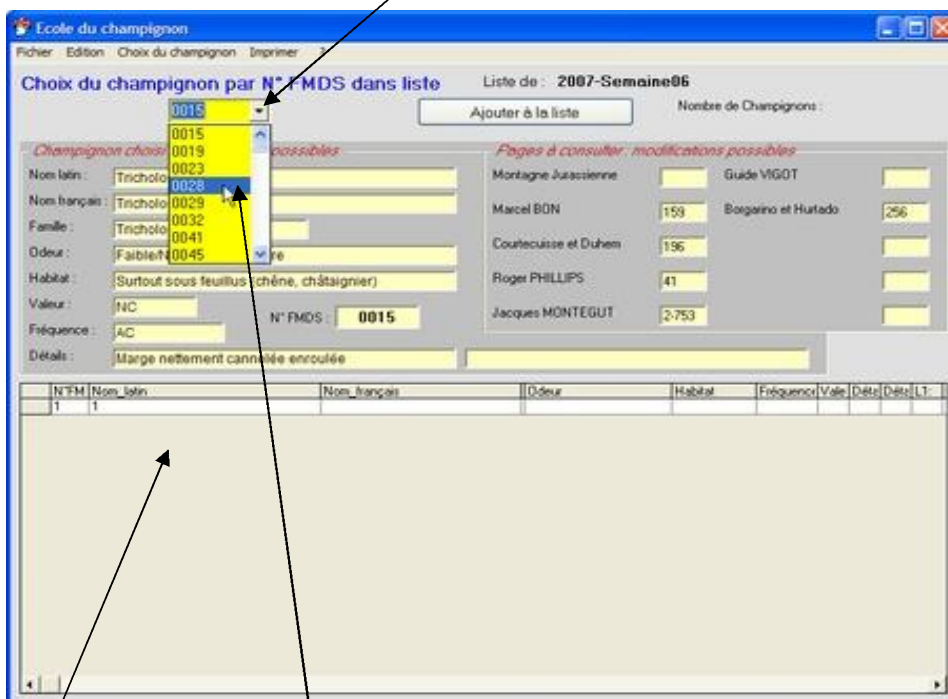 Ecole du champignon
Fichier Edition Choix du champignon Imprimer ?
Choix du champignon par N° FMDS dans liste
Liste de : 2007-Semaine06
0015
Ajouter à la liste
Nombre de Champignons :
0015
0019
0023
0028
0029
0032
0041
0045
Champignon choisi possibles
Pages à consulter : modifications possibles
Nom latin : Tricholo
Nom français : Tricholo
Famille : Tricholo
Odeur : Faible/N re
Habitat : Surtout sous feuillus (chêne, châtaignier)
Valeur : NC
N° FMDS : 0015
Fréquence : AC
Détails : Marge nettement cannelée enroulée
Montagne Jurassienne
Guide VIGOT
Marcel BON 159
Borgarino et Hurtado 256
Courtecuisse et Duhem 196
Roger PHILLIPS 41
Jacques MONTEGUT 2-753
N°FM Nom_latin Nom_français Odeur Habitat Fréquence Vale Déta Déta L1:
1 1